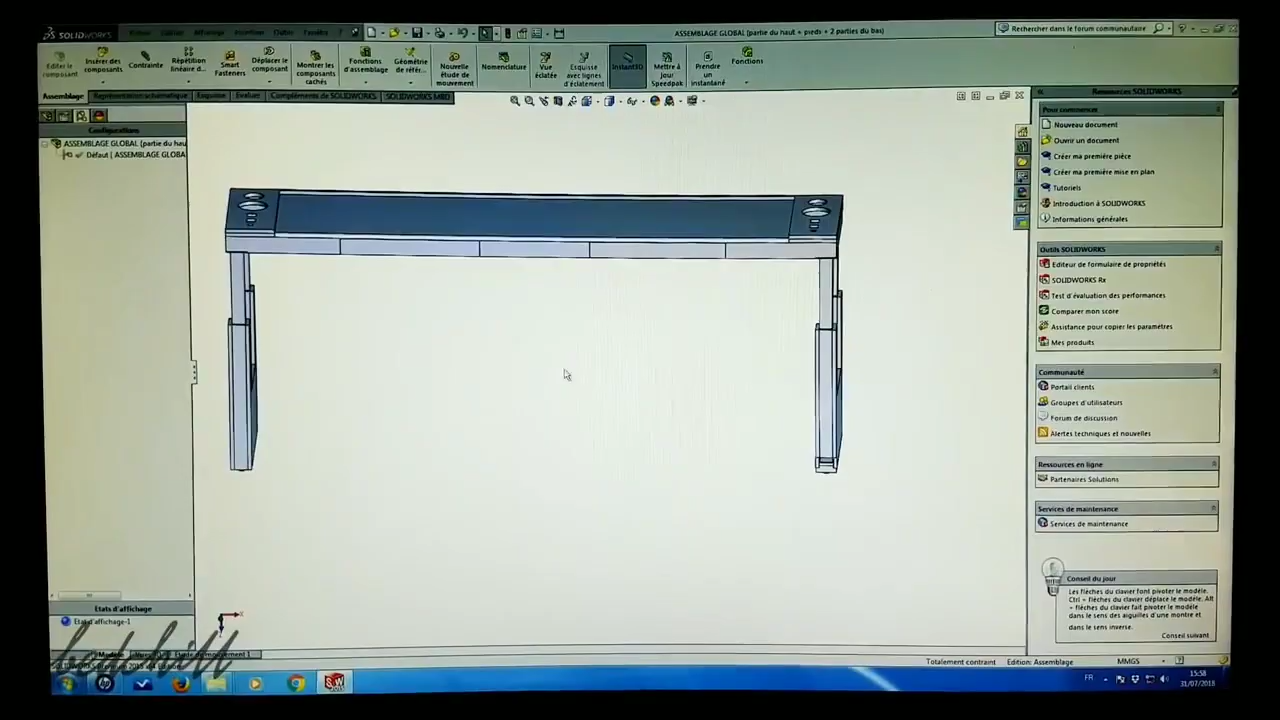 SOLIDWORKS
Fichier Edition Affichage Insertion Outils Fenêtre ?
ASSEMBLAGE GLOBAL (partie du haut + pieds + 2 parties du bas)
Rechercher dans le forum communautaire
Editer le composant
Insérer des composants
Contrainte
Répétition linéaire d...
Smart Fasteners
Déplacer le composant
Montrer les composants cachés
Fonctions d'assemblage
Géométrie de référ...
Nouvelle étude de mouvement
Nomenclature
Vue éclatée
Esquisse avec lignes d'éclatement
Instant3D
Mettre à jour Speedpak
Prendre un instantané
Fonctions
Assemblage
Représentation schématique
Esquisse
Evaluer
Compléments de SOLIDWORKS
SOLIDWORKS MBD
Configurations
ASSEMBLAGE GLOBAL (partie du hau
Défaut [ ASSEMBLAGE GLOBA
Ressources SOLIDWORKS
Pour commencer
Nouveau document
Ouvrir un document
Créer ma première pièce
Créer ma première mise en plan
Tutoriels
Introduction à SOLIDWORKS
Informations générales
Outils SOLIDWORKS
Editeur de formulaire de propriétés
SOLIDWORKS Rx
Test d'évaluation des performances
Comparer mon score
Assistance pour copier les paramètres
Mes produits
Communauté
Portail clients
Groupes d'utilisateurs
Forum de discussion
Alertes techniques et nouvelles
Ressources en ligne
Partenaires Solutions
Services de maintenance
Services de maintenance
Conseil du jour
Les flèches du clavier font pivoter le modèle.
Ctrl + flèches du clavier déplace le modèle. Alt
+ flèches du clavier fait pivoter le modèle
dans le sens des aiguilles d'une montre et
dans le sens inverse.
Conseil suivant
Etats d'affichage
Etat d'affichage-1
Totalement contraint
Edition: Assemblage
MMGS
FR
15:58
31/07/2018